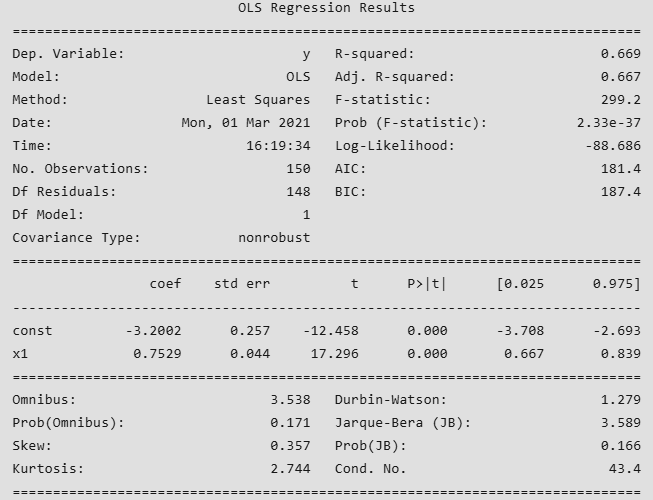 OLS Regression Results
==============================================================================
Dep. Variable:                      y   R-squared:                       0.669
Model:                            OLS   Adj. R-squared:                  0.667
Method:                 Least Squares   F-statistic:                     299.2
Date:                Mon, 01 Mar 2021   Prob (F-statistic):           2.33e-37
Time:                        16:19:34   Log-Likelihood:                -88.686
No. Observations:                 150   AIC:                             181.4
Df Residuals:                     148   BIC:                             187.4
Df Model:                           1
Covariance Type:            nonrobust
==============================================================================
                 coef    std err          t      P>|t|      [0.025      0.975]
------------------------------------------------------------------------------
const         -3.2002      0.257    -12.458      0.000      -3.708      -2.693
x1             0.7529      0.044     17.296      0.000       0.667       0.839
==============================================================================
Omnibus:                        3.538   Durbin-Watson:                   1.279
Prob(Omnibus):                  0.171   Jarque-Bera (JB):                3.589
Skew:                           0.357   Prob(JB):                        0.166
Kurtosis:                       2.744   Cond. No.                         43.4
==============================================================================